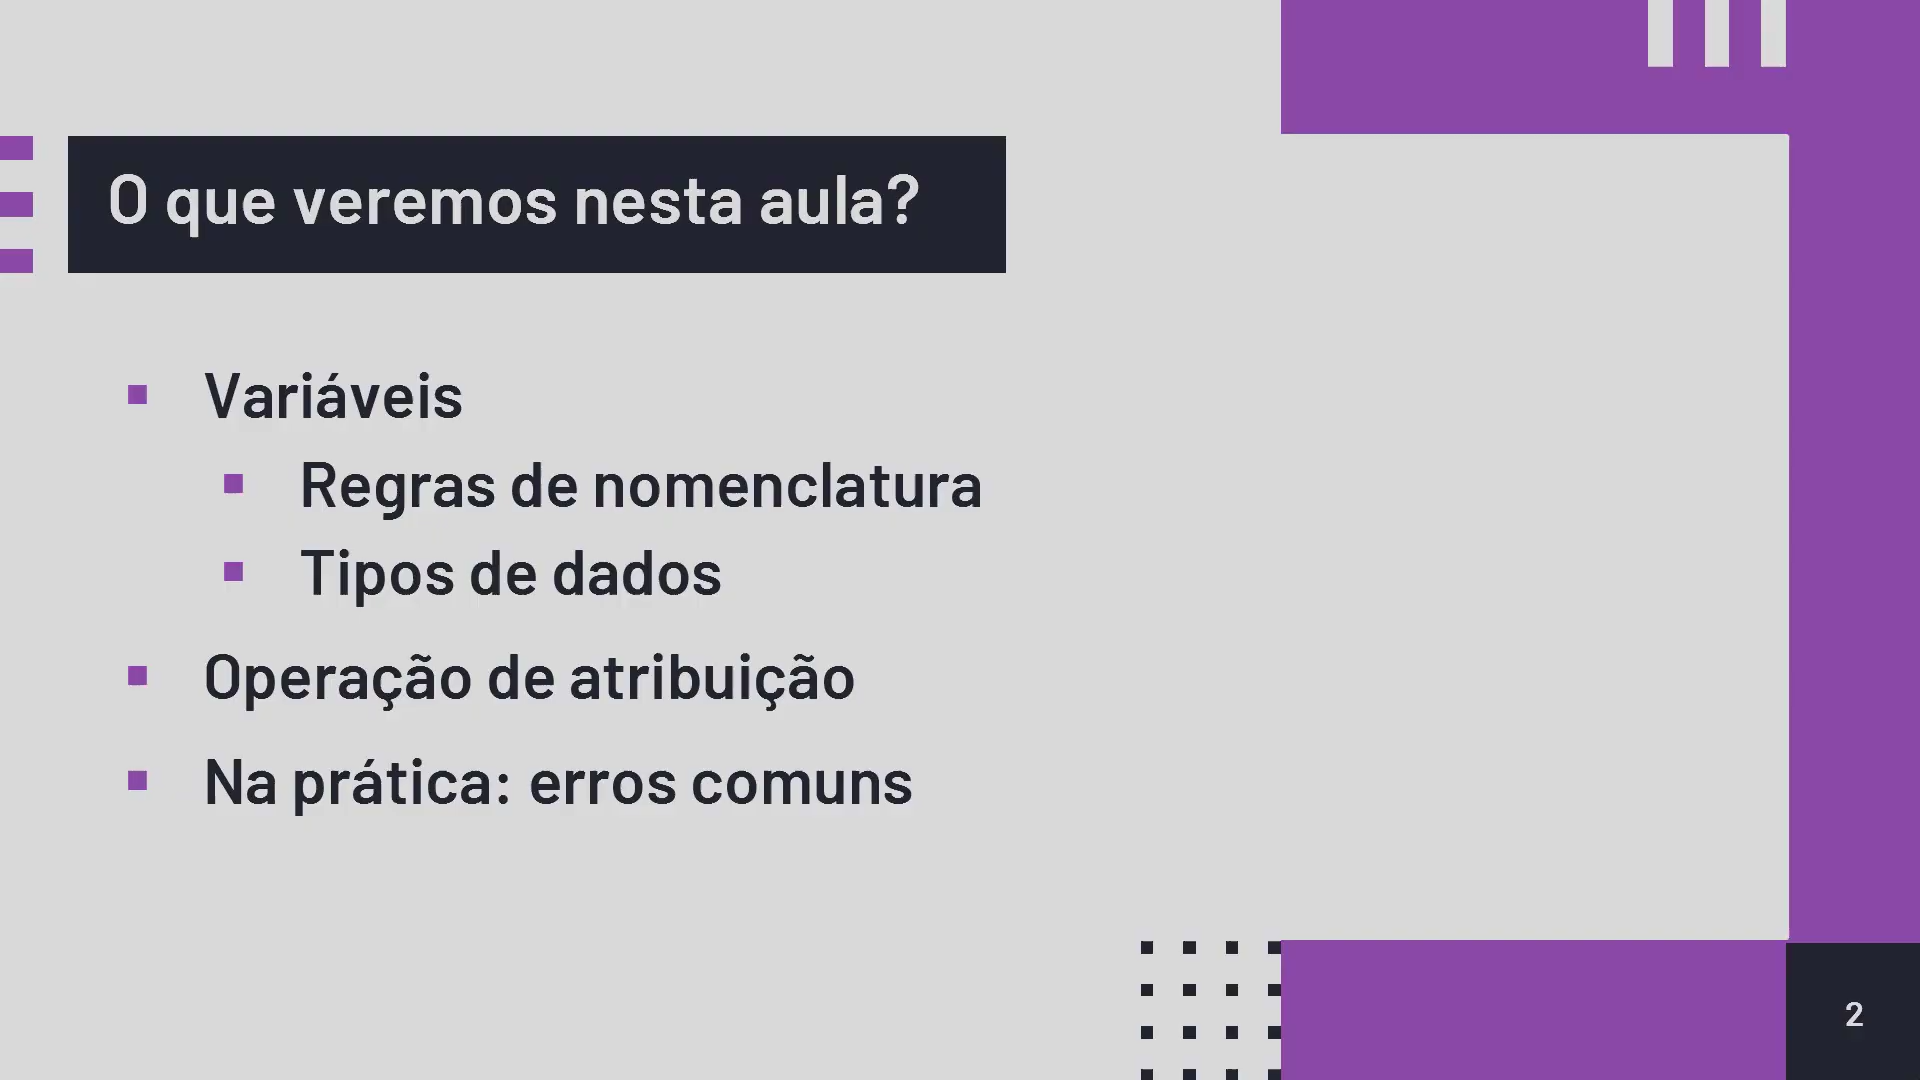 O que veremos nesta aula?
Variáveis
Regras de nomenclatura
Tipos de dados
Operação de atribuição
Na prática: erros comuns
2